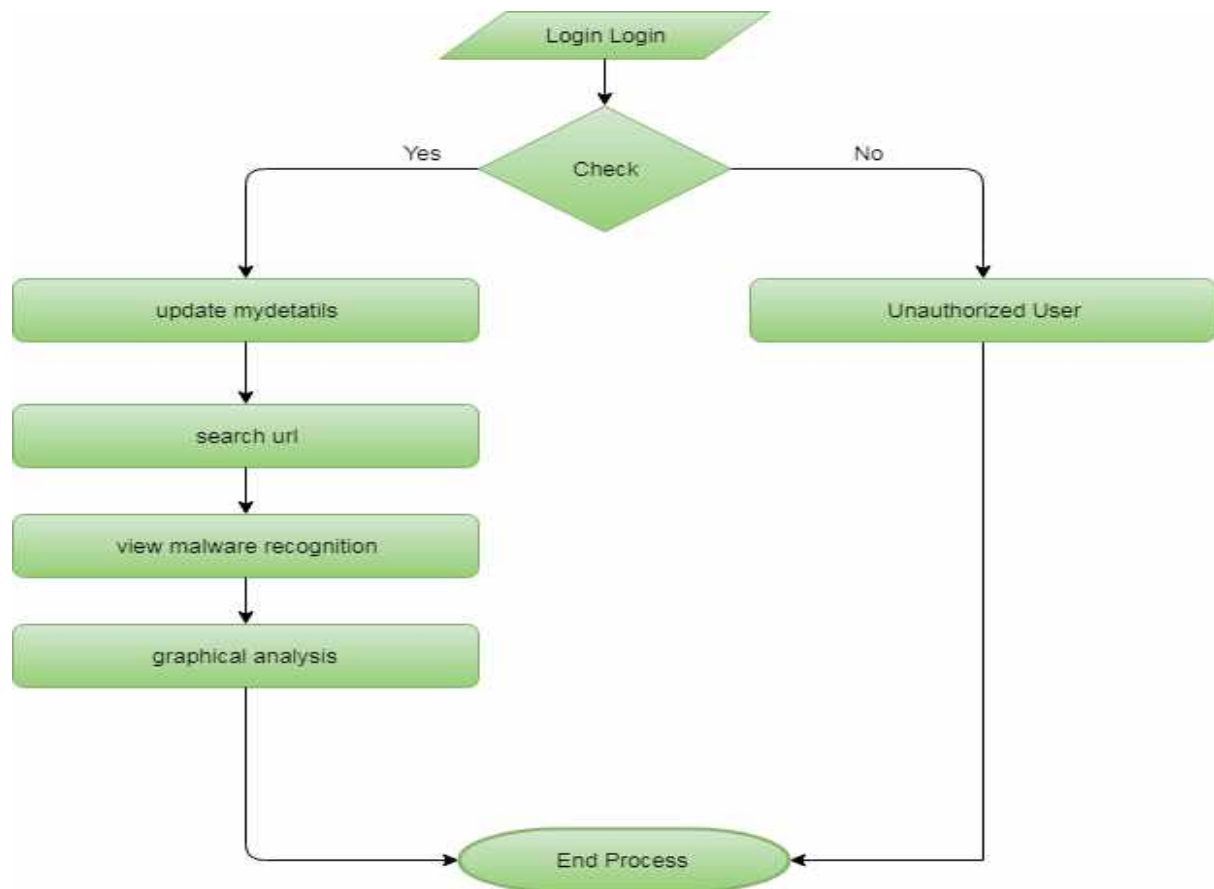 Login Login
Check
Yes
No
update mydetatils
Unauthorized User
search url
view malware recognition
graphical analysis
End Process